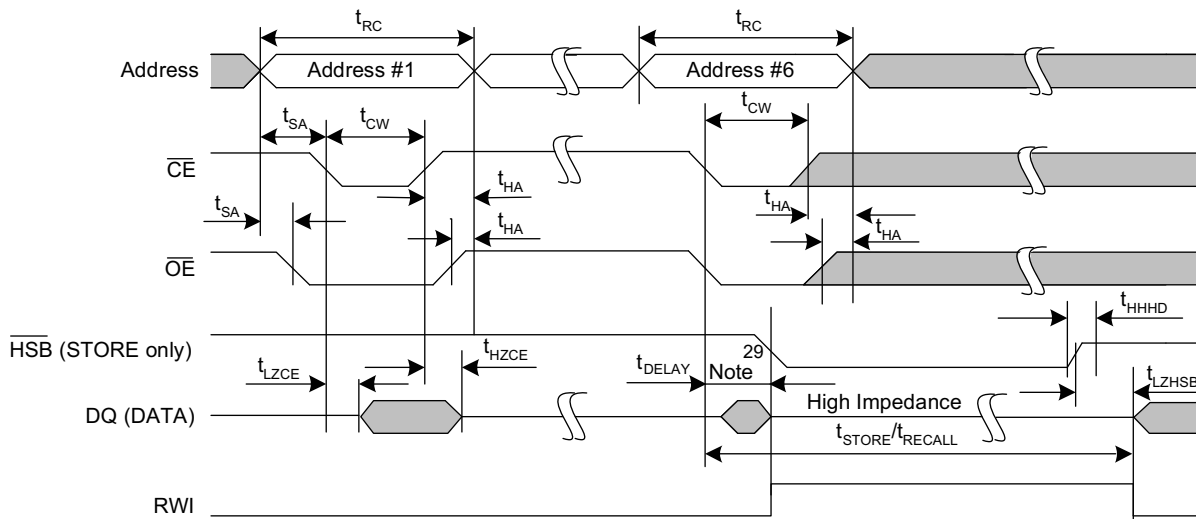 tRC tRC
Address Address #1 Address #6
tCW
tSA tCW
CE
tHA
tSA tHA tHA
tHA
OE
tHHHD
HSB (STORE only) 29
tHZCE
tLZCE tDELAY Note tLZHSB
DQ (DATA) High Impedance
tSTORE/tRECALL
RWI